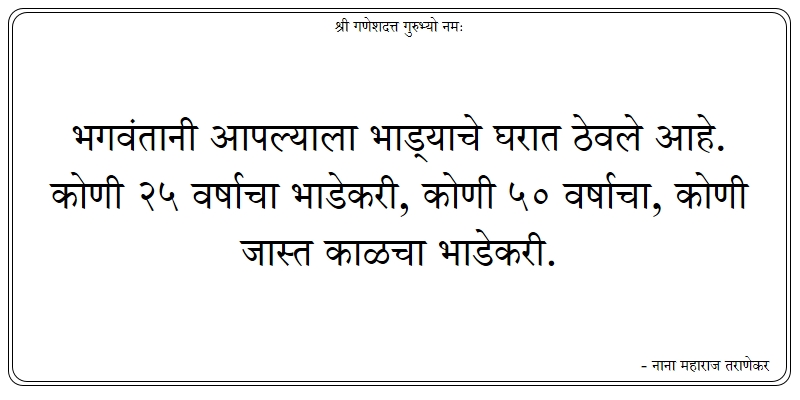 श्री गणेशदत्त गुरुभ्यो नमः
भगवंतानी आपल्याला भाड्याचे घरात ठेवले आहे.
कोणी २५ वर्षाचा भाडेकरी, कोणी ५० वर्षाचा, कोणी
जास्त काळचा भाडेकरी.
- नाना महाराज तराणेकर